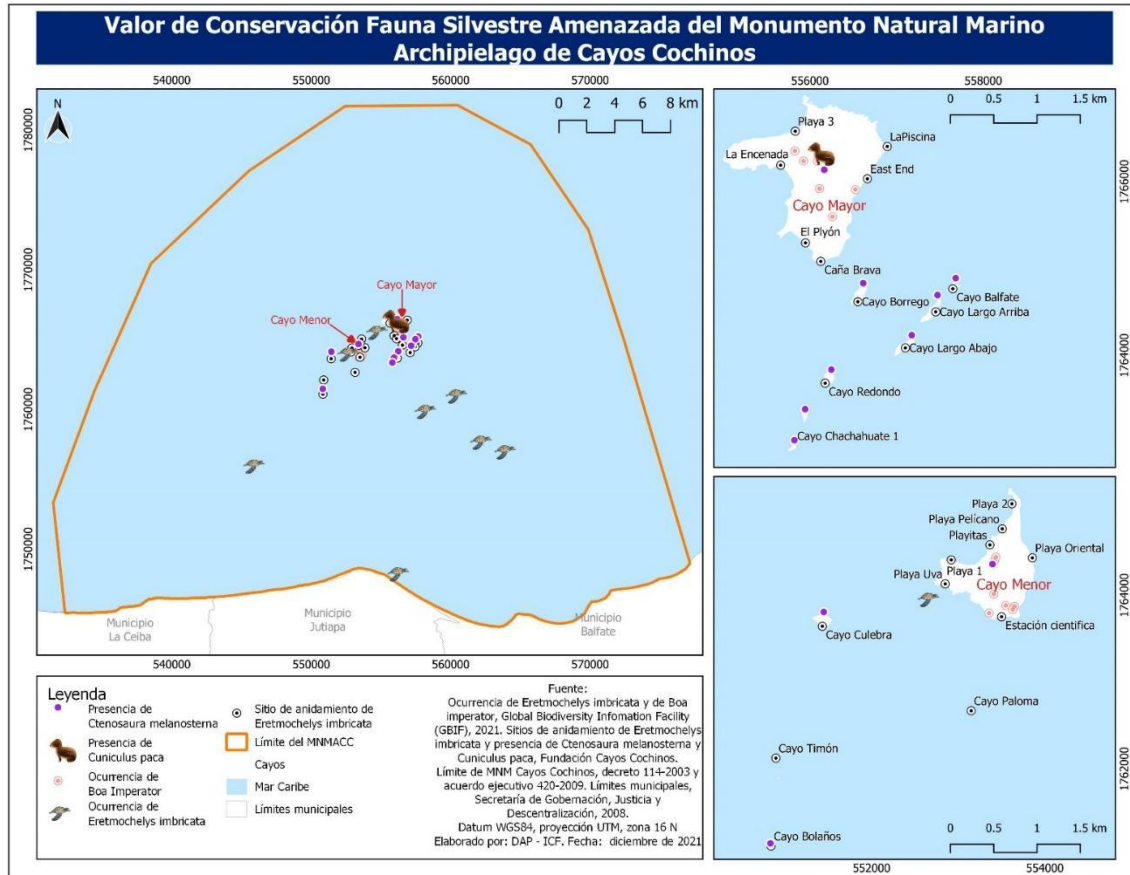 Valor de Conservación Fauna Silvestre Amenazada del Monumento Natural Marino
Archipielago de Cayos Cochinos
540000
550000
560000
570000
N
0 2 4 6 8 km
1780000
1770000
1760000
1750000
Cayo Mayor
Cayo Menor
Municipio
La Ceiba
Municipio
Jutiapa
Municipio
Balfate
540000
550000
560000
570000
556000
558000
0 0.5 1 1.5 km
Playa 3
LaPiscina
La Encenada
East End
Cayo Mayor
El Piyón
Caña Brava
Cayo Balfate
Cayo Borrego
Cayo Largo Arriba
Cayo Largo Abajo
Cayo Redondo
Cayo Chachahuate 1
1766000
1764000
Playa 2
Playa Pelícano
Playitas
Playa Oriental
Playa 1
Playa Uva
Cayo Menor
Estación cientifica
Cayo Culebra
Cayo Paloma
Cayo Timón
Cayo Bolaños
1764000
1762000
0 0.5 1 1.5 km
552000
554000
Leyenda
Presencia de
Ctenosaura melanosterna
Presencia de
Cuniculus paca
Ocurrencia de
Boa Imperator
Ocurrencia de
Eretmochelys imbricata
Sitio de anidamiento de
Eretmochelys imbricata
Límite del MNMACC
Cayos
Mar Caribe
Límites municipales
Fuente:
Ocurrencia de Eretmochelys imbricata y de Boa
imperator, Global Biodiversity Infomation Facility
(GBIF), 2021. Sitios de anidamiento de Eretmochelys
imbricata y presencia de Ctenosaura melanosterna y
Cuniculus paca, Fundación Cayos Cochinos.
Límite de MNM Cayos Cochinos, decreto 114-2003 y
acuerdo ejecutivo 420-2009. Límites municipales,
Secretaría de Gobernación, Justicia y
Descentralización, 2008.
Datum WGS84, proyección UTM, zona 16 N
Elaborado por: DAP - ICF. Fecha: diciembre de 2021